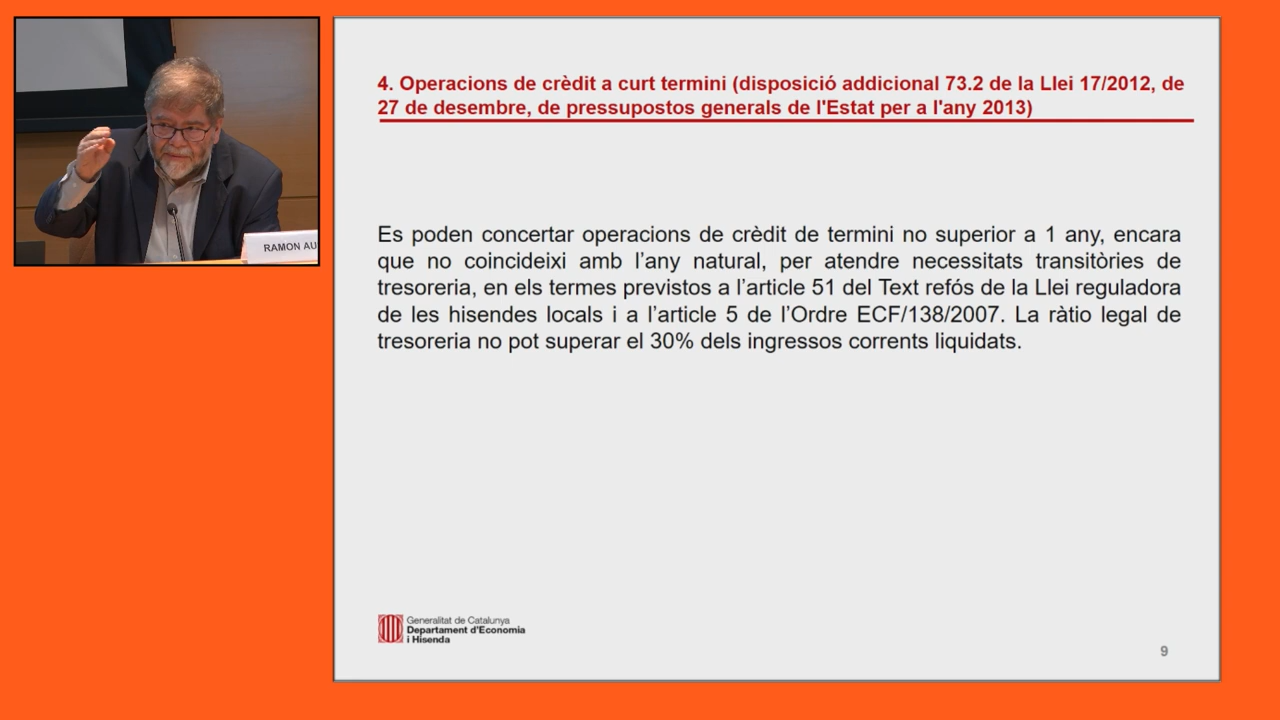 RAMON AU
4. Operacions de crèdit a curt termini (disposició addicional 73.2 de la Llei 17/2012, de
27 de desembre, de pressupostos generals de l'Estat per a l'any 2013)
Es poden concertar operacions de crèdit de termini no superior a 1 any, encara
que no coincideixi amb l’any natural, per atendre necessitats transitòries de
tresoreria, en els termes previstos a l’article 51 del Text refós de la Llei reguladora
de les hisendes locals i a l’article 5 de l’Ordre ECF/138/2007. La ràtio legal de
tresoreria no pot superar el 30% dels ingressos corrents liquidats.
Generalitat de Catalunya
Departament d'Economia
i Hisenda
9